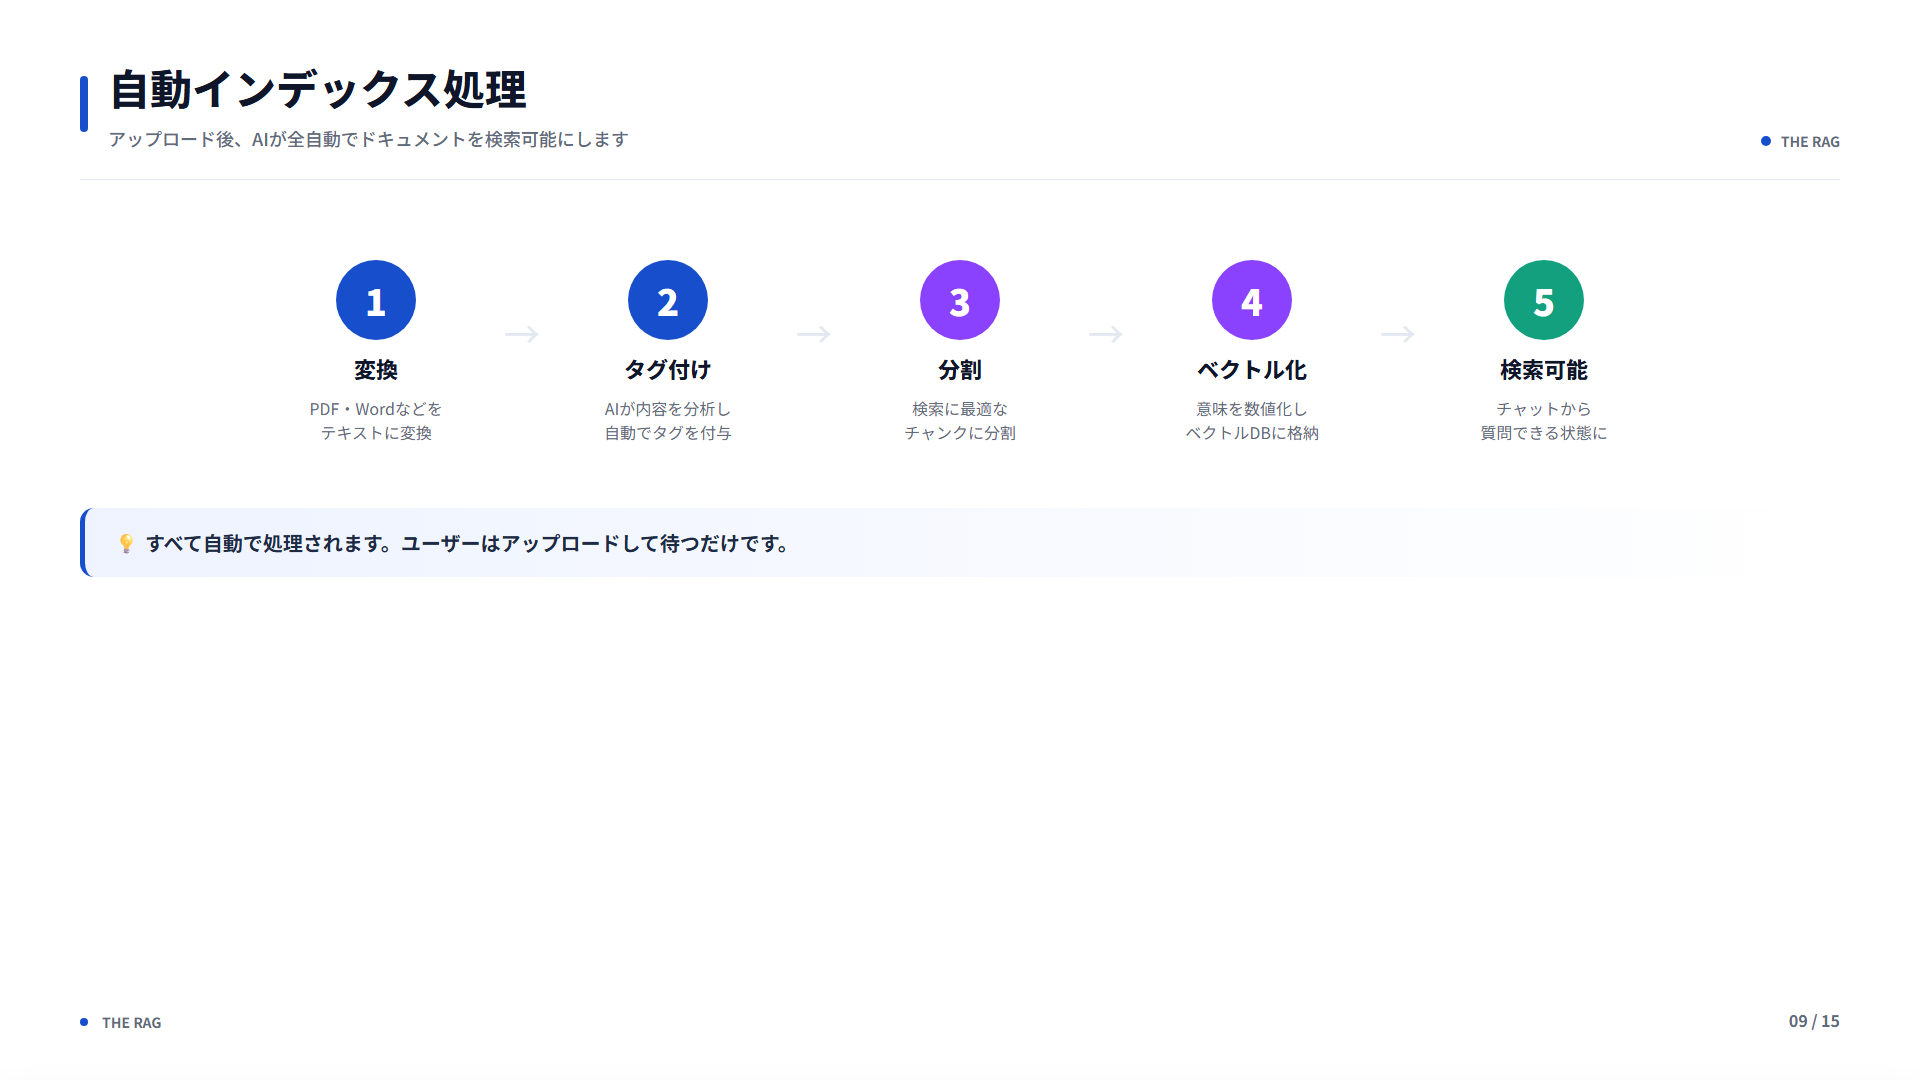 自動インデックス処理
アップロード後、AIが全自動でドキュメントを検索可能にします
THE RAG
1
変換
PDF・Wordなどを
テキストに変換
→
2
タグ付け
AIが内容を分析し
自動でタグを付与
→
3
分割
検索に最適な
チャンクに分割
→
4
ベクトル化
意味を数値化し
ベクトルDBに格納
→
5
検索可能
チャットから
質問できる状態に
💡 すべて自動で処理されます。ユーザーはアップロードして待つだけです。
THE RAG
09 / 15